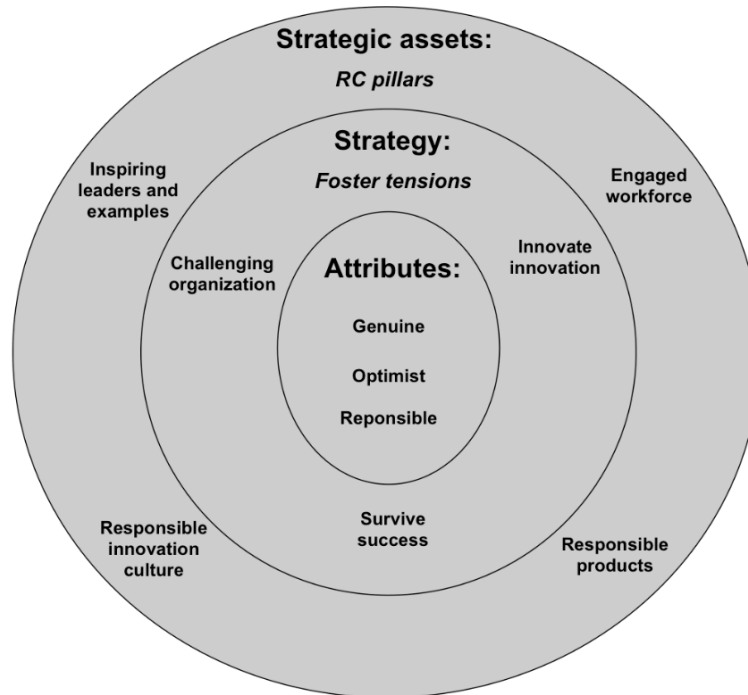 Strategic assets:
RC pillars
Strategy:
Foster tensions
Inspiring
leaders and
examples
Engaged
workforce
Challenging
organization
Innovate
innovation
Attributes:
Genuine
Optimist
Reponsible
Survive
success
Responsible
innovation
culture
Responsible
products